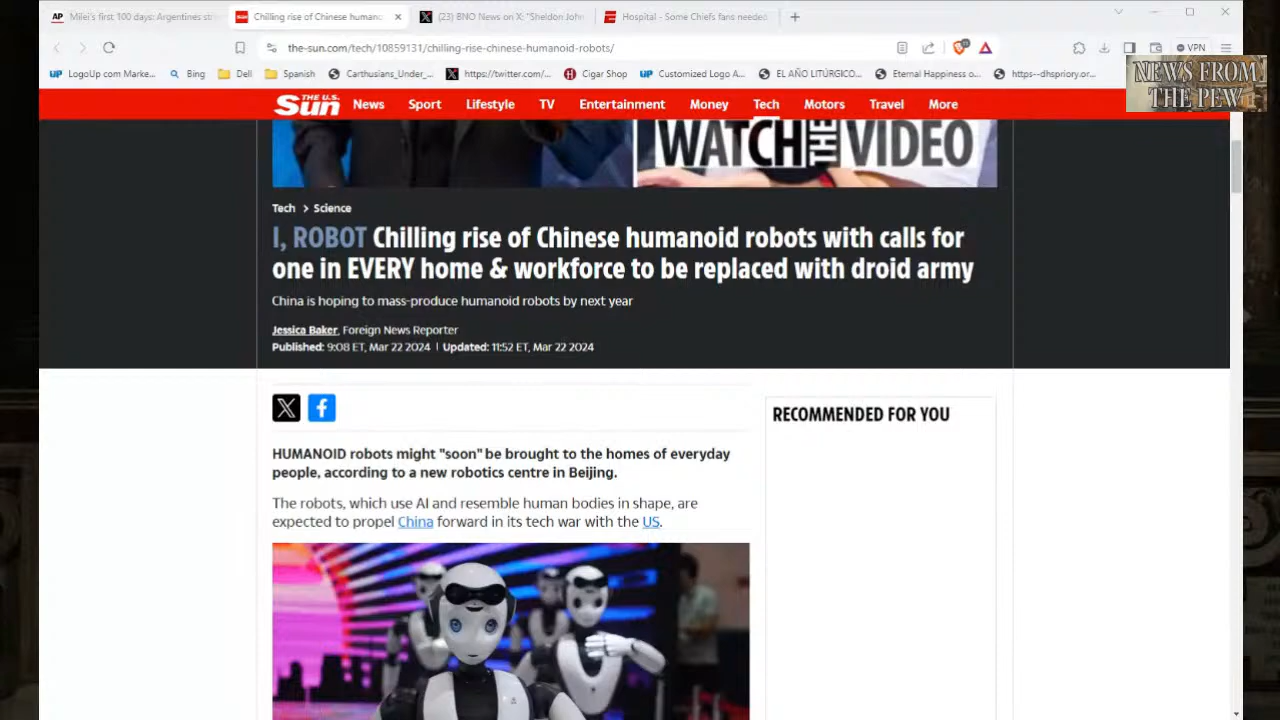 Milei's first 100 days: Argentines str
Chilling rise of Chinese humano
(23) BNO News on X: "Sheldon John
Hospital - Some Chiefs fans needed
the-sun.com/tech/10859131/chilling-rise-chinese-humanoid-robots/
VPN
LogoUp com Marke...
Bing
Dell
Spanish
Carthusians_Under_...
https://twitter.com/...
Cigar Shop
Customized Logo A...
EL AÑO LITÚRGICO...
Eternal Happiness o...
https--dhspriory.or...
NEWS FROM
THE PEW
THE U.S. Sun
News Sport Lifestyle TV Entertainment Money Tech Motors Travel More
WATCH THE VIDEO
Tech > Science
I, ROBOT Chilling rise of Chinese humanoid robots with calls for
one in EVERY home & workforce to be replaced with droid army
China is hoping to mass-produce humanoid robots by next year
Jessica Baker, Foreign News Reporter
Published: 9:08 ET, Mar 22 2024 | Updated: 11:52 ET, Mar 22 2024
RECOMMENDED FOR YOU
HUMANOID robots might "soon" be brought to the homes of everyday
people, according to a new robotics centre in Beijing.
The robots, which use AI and resemble human bodies in shape, are
expected to propel China forward in its tech war with the US.